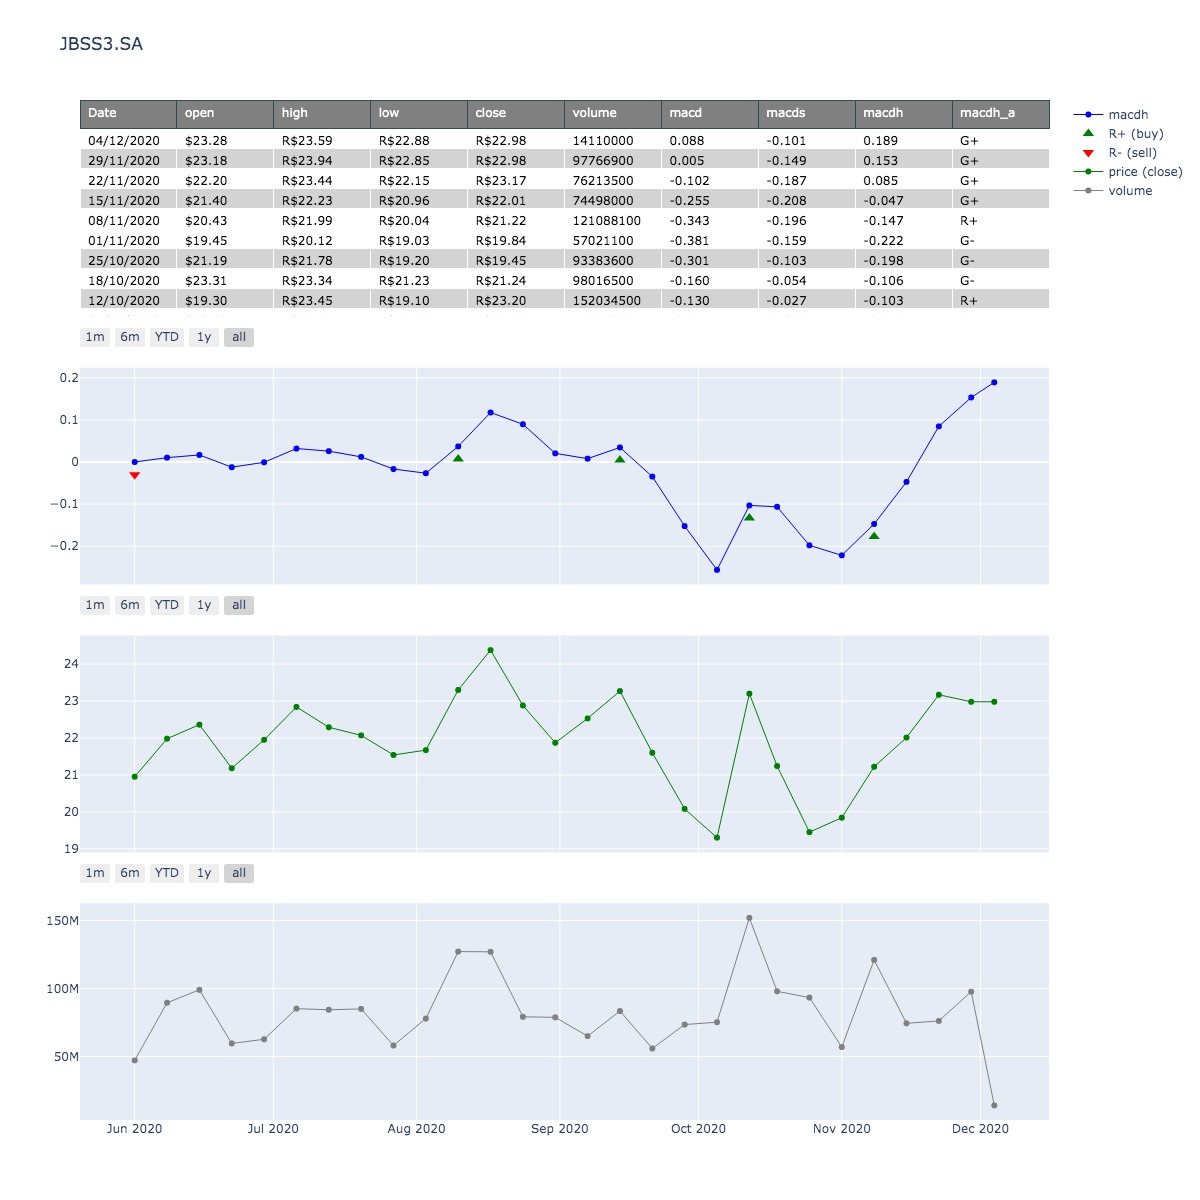 JBSS3.SA
Date open high low close volume macd macds macdh macdh_a
04/12/2020 $23.28 R$23.59 R$22.88 R$22.98 14110000 0.088 -0.101 0.189 G+
29/11/2020 $23.18 R$23.94 R$22.85 R$22.98 97766900 0.005 -0.149 0.153 G+
22/11/2020 $22.20 R$23.44 R$22.15 R$23.17 76213500 -0.102 -0.187 0.085 G+
15/11/2020 $21.40 R$22.23 R$20.96 R$22.01 74498000 -0.255 -0.208 -0.047 G+
08/11/2020 $20.43 R$21.99 R$20.04 R$21.22 121088100 -0.343 -0.196 -0.147 R+
01/11/2020 $19.45 R$20.12 R$19.03 R$19.84 57021100 -0.381 -0.159 -0.222 G-
25/10/2020 $21.19 R$21.78 R$19.20 R$19.45 93383600 -0.301 -0.103 -0.198 G-
18/10/2020 $23.31 R$23.34 R$21.23 R$21.24 98016500 -0.160 -0.054 -0.106 G-
12/10/2020 $19.30 R$23.45 R$19.10 R$23.20 152034500 -0.130 -0.027 -0.103 R+
macdh
R+ (buy)
R- (sell)
price (close)
volume
1m 6m YTD 1y all
0.2
0.1
0
−0.1
−0.2
1m 6m YTD 1y all
24
23
22
21
20
19
1m 6m YTD 1y all
150M
100M
50M
Jun 2020 Jul 2020 Aug 2020 Sep 2020 Oct 2020 Nov 2020 Dec 2020